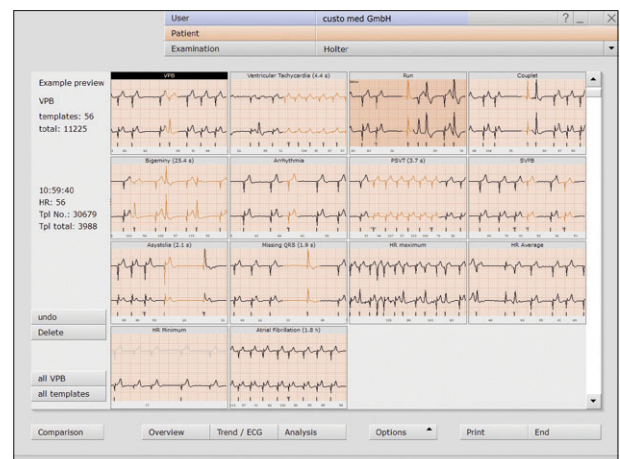 User custo med GmbH ? _ X
Patient
Examination Holter
Example preview
VPB
templates: 56
total: 11225
10:59:40
HR: 56
Tpl No.: 30679
Tpl total: 3988
undo
Delete
all VPB
all templates
VPB Ventricular Tachycardia (4.4 s) Run Couplet
Bigeminy (25.4 s) Arrhythmia PSVT (3.7 s) SVPB
Asystolia (2.1 s) Missing QRS (1.9 s) HR maximum HR Average
HR Minimum Atrial Fibrillation (1.8 h)
Comparison Overview Trend / ECG Analysis Options Print End